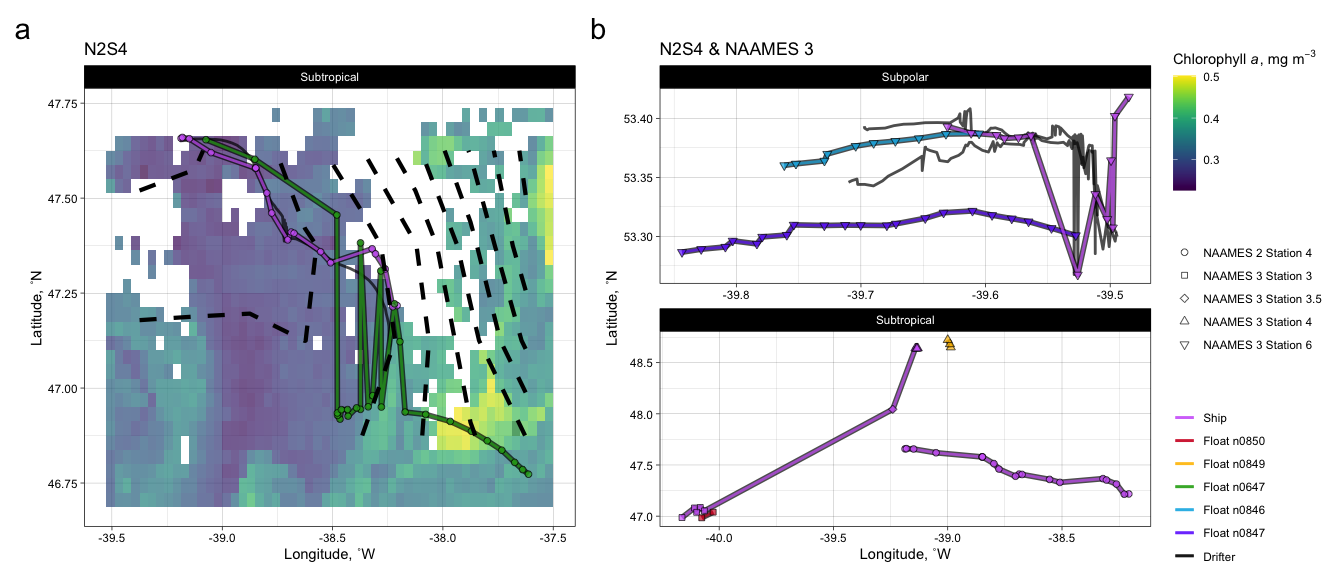 a
N2S4
Subtropical
47.75
47.50
47.25
47.00
46.75
Latitude, °N
-39.5
-39.0
-38.5
-38.0
-37.5
Longitude, °W
b
N2S4 & NAAMES 3
Subpolar
53.40
53.35
53.30
-39.8
-39.7
-39.6
-39.5
Latitude, °N
Subtropical
48.5
48.0
47.5
47.0
-40.0
-39.5
-39.0
-38.5
Longitude, °W
Chlorophyll a, mg m⁻³
0.5
0.4
0.3
NAAMES 2 Station 4
NAAMES 3 Station 3
NAAMES 3 Station 3.5
NAAMES 3 Station 4
NAAMES 3 Station 6
Ship
Float n0850
Float n0849
Float n0647
Float n0846
Float n0847
Drifter